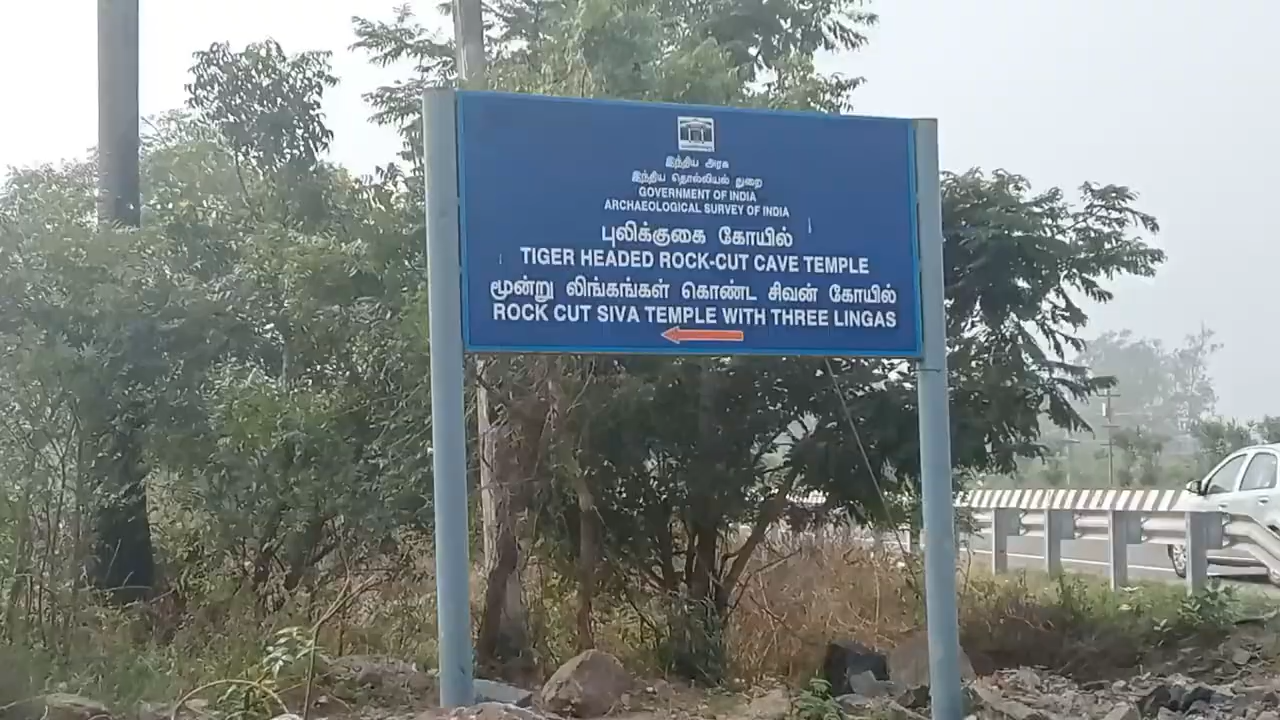 இந்திய அரசு
இந்திய தொல்லியல் துறை
GOVERNMENT OF INDIA
ARCHAEOLOGICAL SURVEY OF INDIA
புலிக்குகை கோயில்
TIGER HEADED ROCK-CUT CAVE TEMPLE
மூன்று லிங்கங்கள் கொண்ட சிவன் கோயில்
ROCK CUT SIVA TEMPLE WITH THREE LINGAS